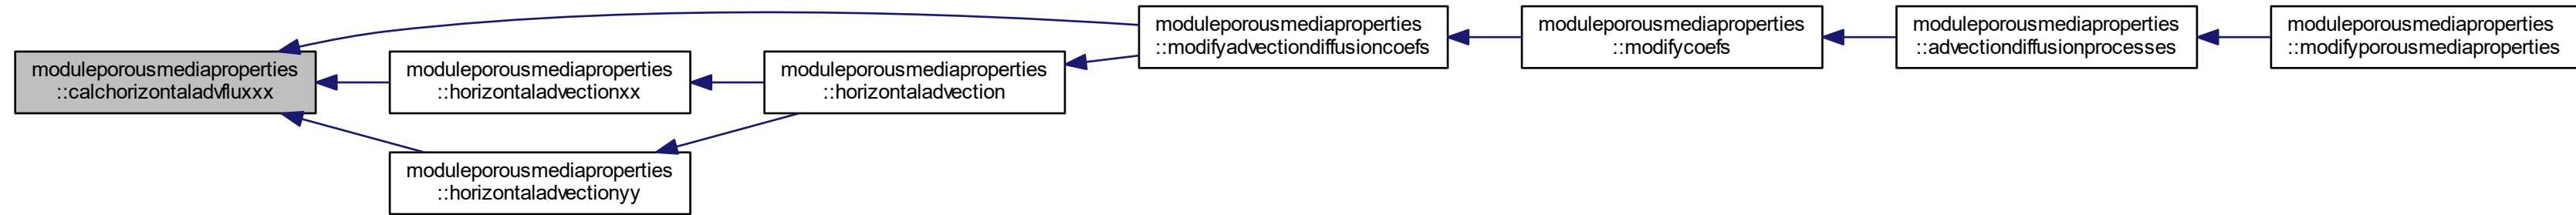 moduleporousmediaproperties
::calchorizontaladvfluxxx
moduleporousmediaproperties
::horizontaladvectionxx
moduleporousmediaproperties
::horizontaladvectionyy
moduleporousmediaproperties
::horizontaladvection
moduleporousmediaproperties
::modifyadvectiondiffusioncoefs
moduleporousmediaproperties
::modifycoefs
moduleporousmediaproperties
::advectiondiffusionprocesses
moduleporousmediaproperties
::modifyporousmediaproperties